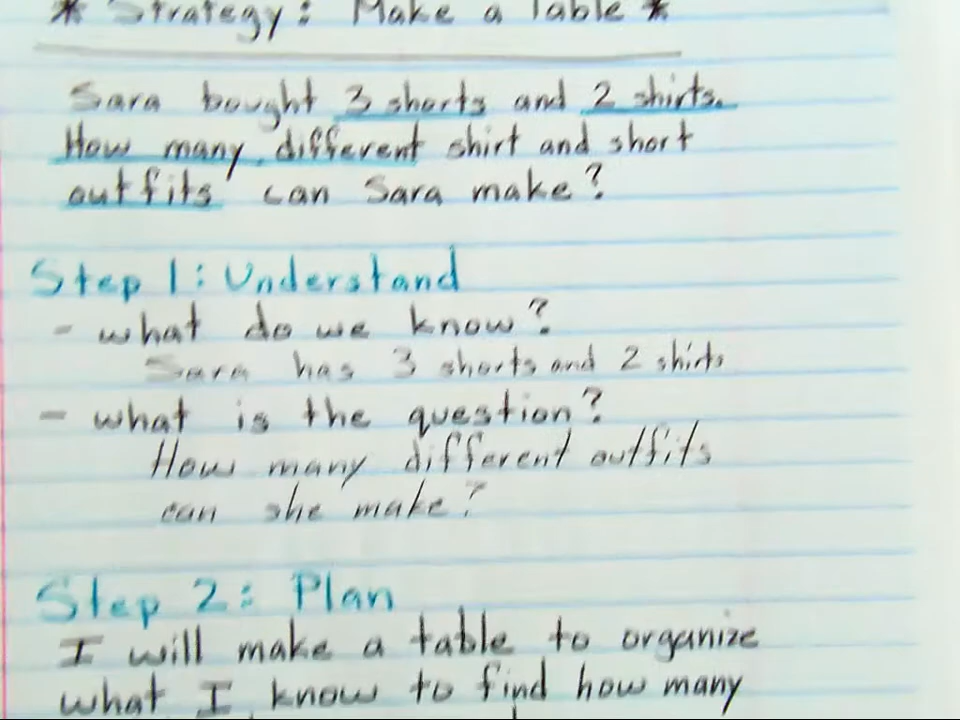 * Strategy: Make a Table *
Sara bought 3 shorts and 2 shirts.
How many different shirt and short
outfits can Sara make?
Step 1: Understand
- what do we know?
Sara has 3 shorts and 2 shirts
- what is the question?
How many different outfits
can she make?
Step 2: Plan
I will make a table to organize
what I know to find how many